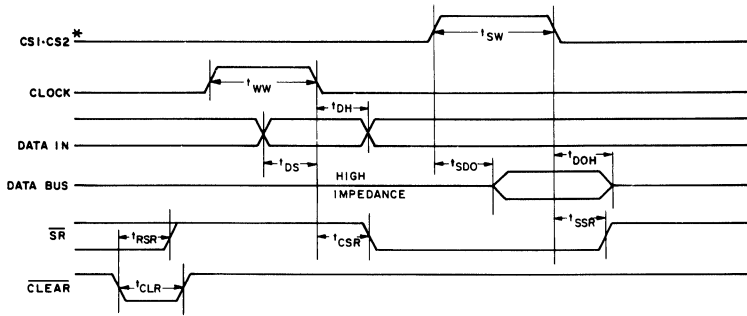 CS1·CS2*
tSW
CLOCK
tWW
tDH
DATA IN
tDS
tSDO
tDOH
DATA BUS
HIGH
IMPEDANCE
SR
tRSR
tCSR
tSSR
CLEAR
tCLR